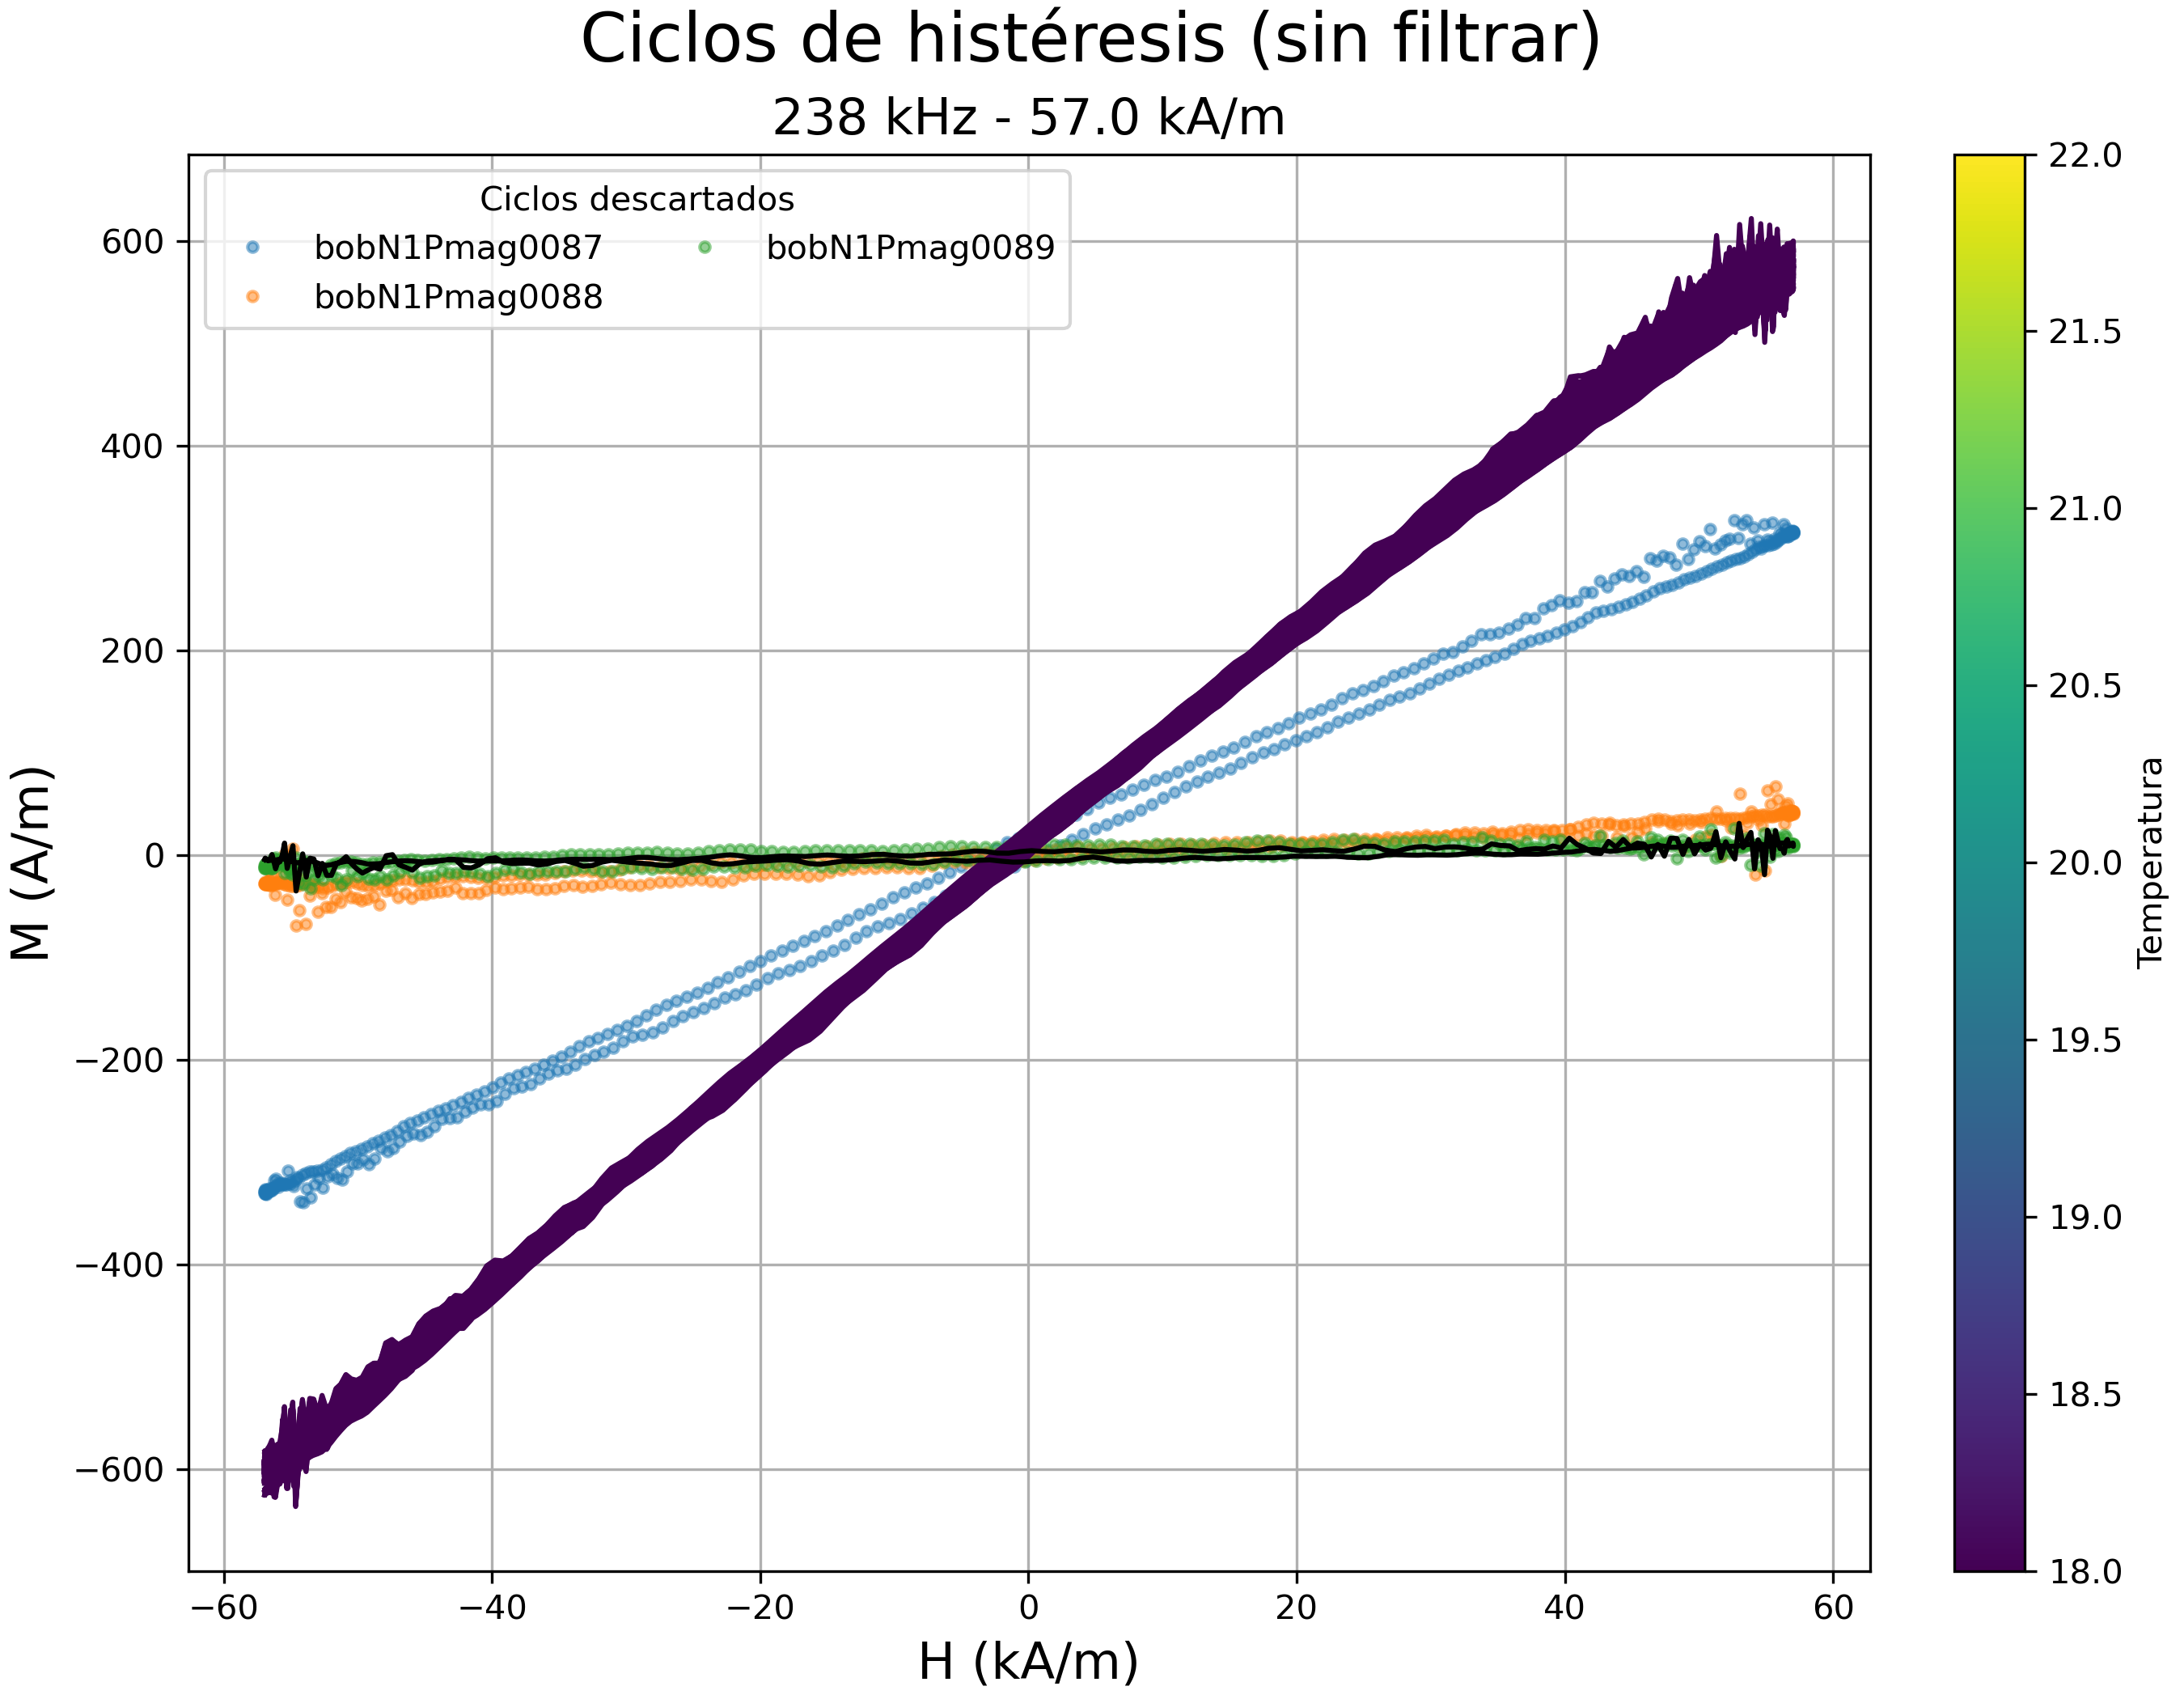 Ciclos de histéresis (sin filtrar)
238 kHz - 57.0 kA/m
Ciclos descartados
bobN1Pmag0087
bobN1Pmag0088
bobN1Pmag0089
M (A/m)
600
400
200
0
−200
−400
−600
−60
−40
−20
0
20
40
60
H (kA/m)
22.0
21.5
21.0
20.5
20.0
19.5
19.0
18.5
18.0
Temperatura